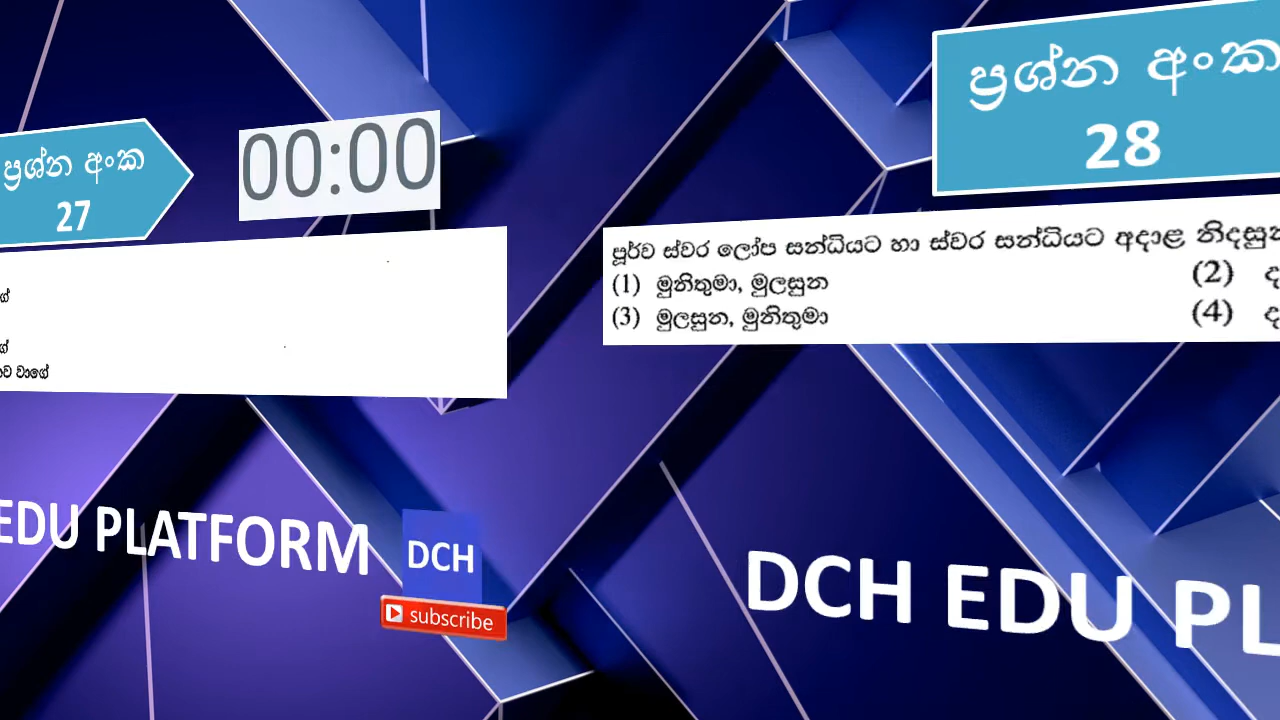 ප්‍රශ්න අංක
27
00:00
ගේ
ගේ
වාගේ
EDU PLATFORM
DCH
subscribe
ප්‍රශ්න අංක
28
පූර්ව ස්වර ලෝප සන්ධියට හා ස්වර සන්ධියට අදාළ
(1) මුනිතුමා, මුලසුන
(2)
(3) මුලසුන, මුනිතුමා
(4)
DCH EDU PL